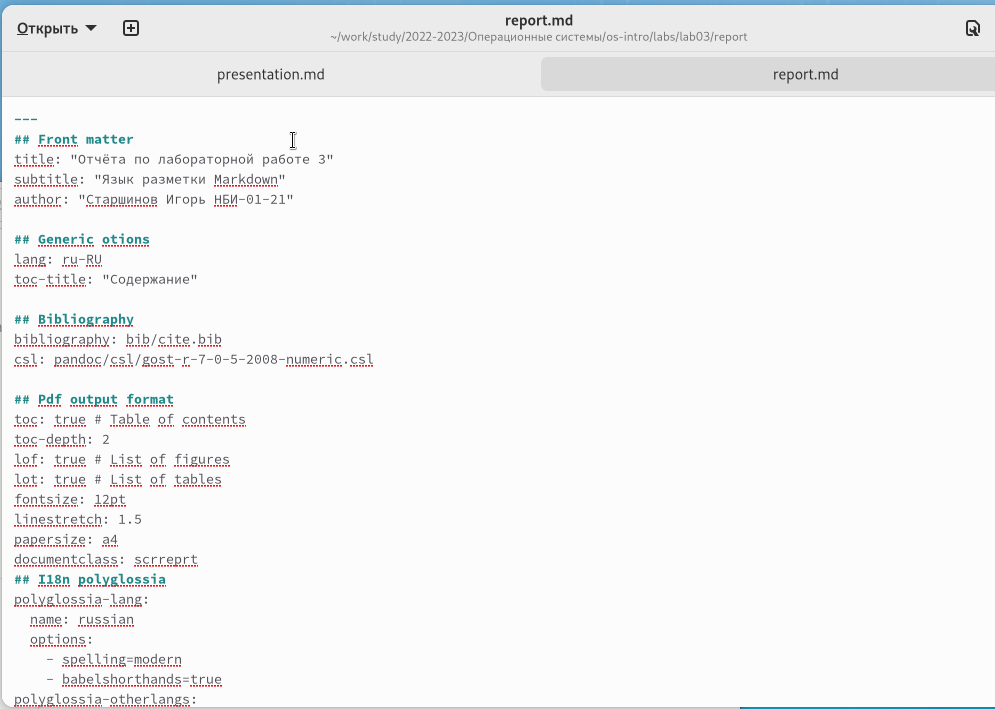 Открыть
report.md
~/work/study/2022-2023/Операционные системы/os-intro/labs/lab03/report
presentation.md
report.md
---
## Front matter
title: "Отчёта по лабораторной работе 3"
subtitle: "Язык разметки Markdown"
author: "Старшинов Игорь НБИ-01-21"

## Generic otions
lang: ru-RU
toc-title: "Содержание"

## Bibliography
bibliography: bib/cite.bib
csl: pandoc/csl/gost-r-7-0-5-2008-numeric.csl

## Pdf output format
toc: true # Table of contents
toc-depth: 2
lof: true # List of figures
lot: true # List of tables
fontsize: 12pt
linestretch: 1.5
papersize: a4
documentclass: scrreprt
## I18n polyglossia
polyglossia-lang:
  name: russian
  options:
    - spelling=modern
    - babelshorthands=true
polyglossia-otherlangs: